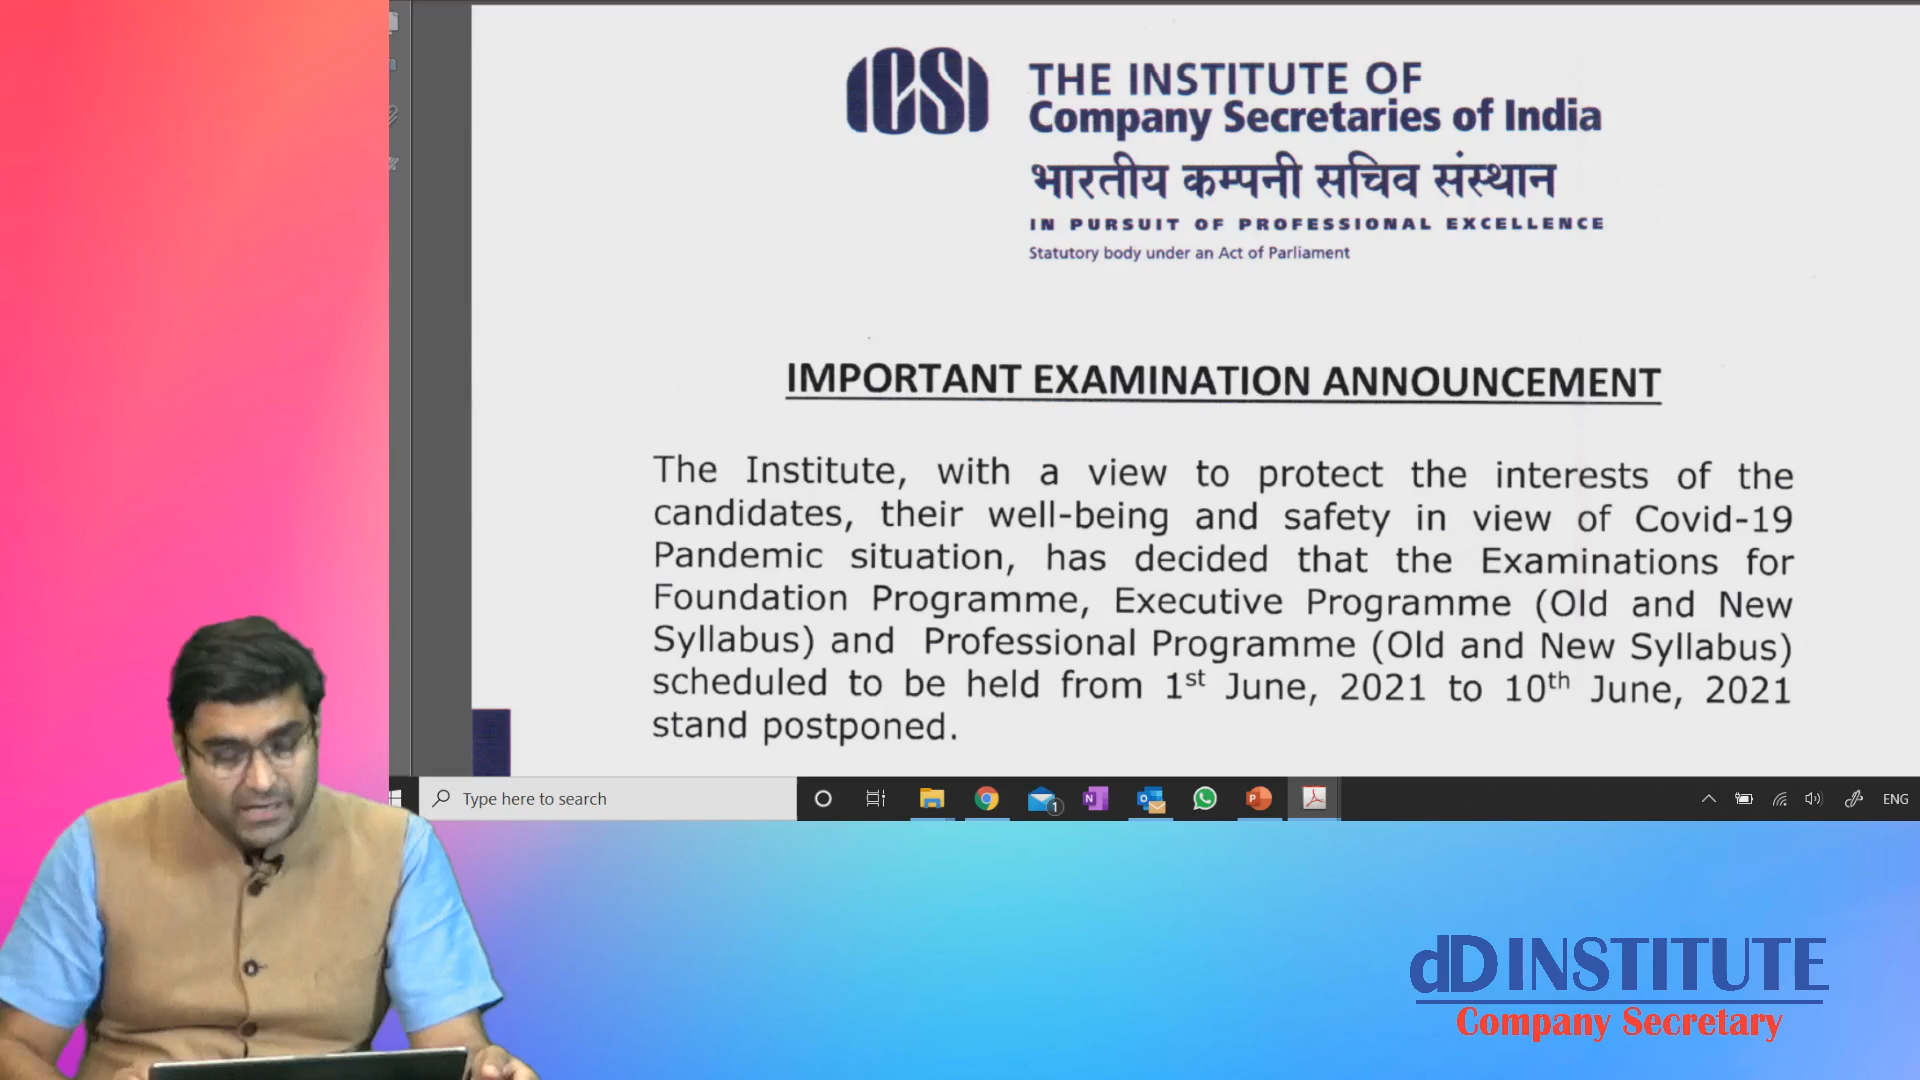 ICSI
THE INSTITUTE OF
Company Secretaries of India
भारतीय कम्पनी सचिव संस्थान
IN PURSUIT OF PROFESSIONAL EXCELLENCE
Statutory body under an Act of Parliament
IMPORTANT EXAMINATION ANNOUNCEMENT
The Institute, with a view to protect the interests of the
candidates, their well-being and safety in view of Covid-19
Pandemic situation, has decided that the Examinations for
Foundation Programme, Executive Programme (Old and New
Syllabus) and Professional Programme (Old and New Syllabus)
scheduled to be held from 1st June, 2021 to 10th June, 2021
stand postponed.
Type here to search
1
N
O
P
ENG
dD INSTITUTE
Company Secretary